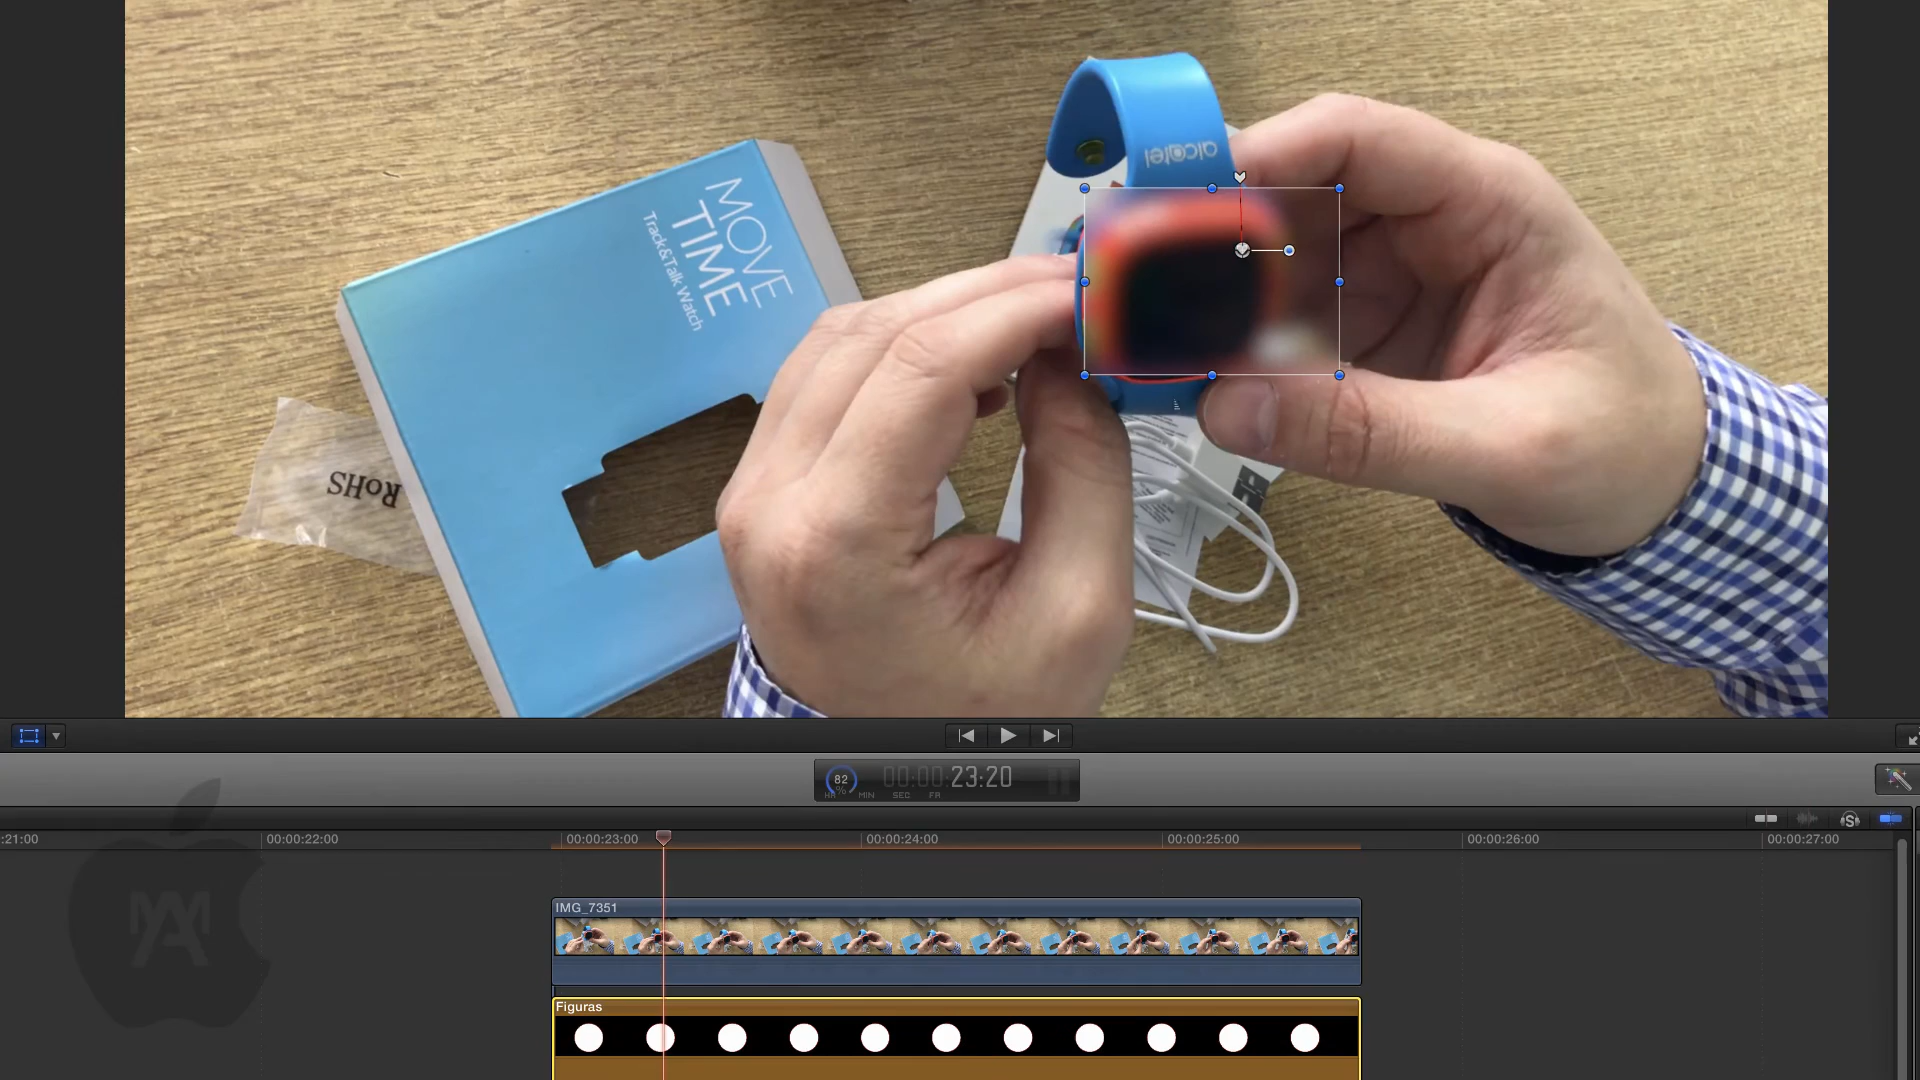 alcatel
MOVE
TIME
Track&Talk Watch
RoHS
82
%
00:00:23:20
HR
MIN
SEC
FR
:21:00
00:00:22:00
00:00:23:00
00:00:24:00
00:00:25:00
00:00:26:00
00:00:27:00
IMG_7351
Figuras